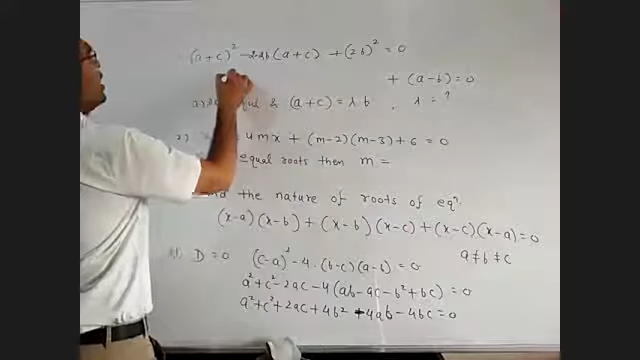 (a+c)² - 2·2b(a+c) + (2b)² = 0
+ (a-b) = 0
& (a+c) = λb , λ = ?
2) 4mx + (m-2)(m-3) + 6 = 0
equal roots then m =
the nature of roots of eqⁿ.
(x-a)(x-b) + (x-b)(x-c) + (x-c)(x-a) = 0
a ≠ b ≠ c
D = 0 (c-a)² - 4·(b-c)(a-b) = 0
a² + c² - 2ac - 4(ab - ac - b² + bc) = 0
a² + c² + 2ac + 4b² - 4ab - 4bc = 0